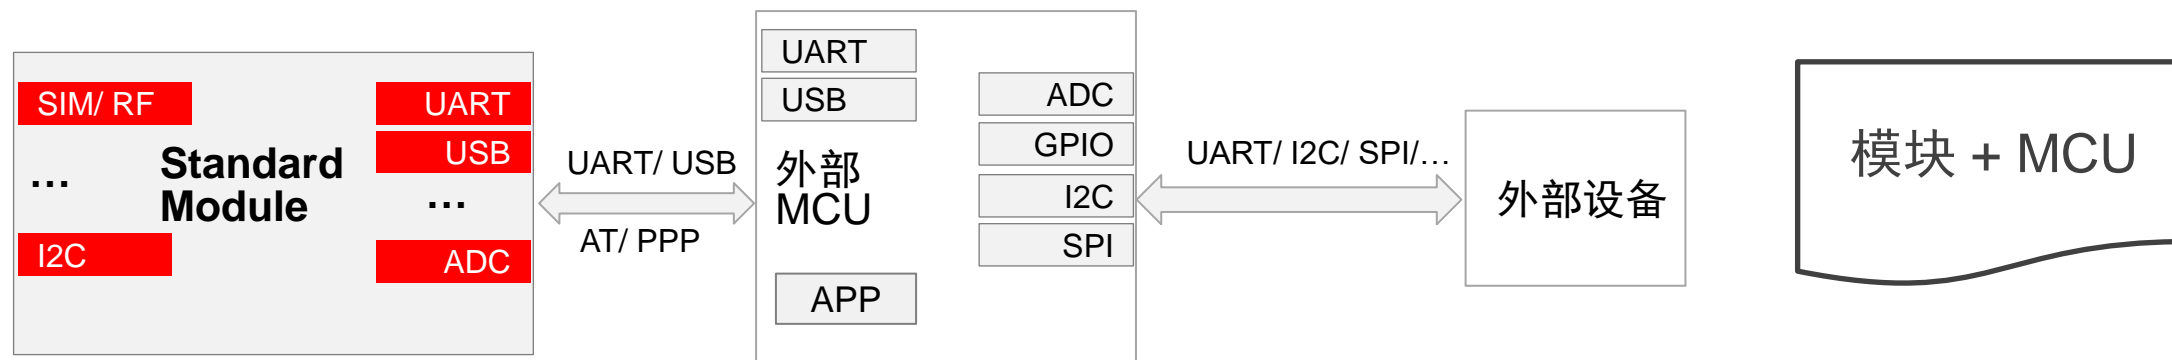 SIM/ RF
UART
USB
...
Standard
Module
...
I2C
ADC
UART/ USB
AT/ PPP
UART
USB
外部
MCU
APP
ADC
GPIO
I2C
SPI
UART/ I2C/ SPI/...
外部设备
模块 + MCU